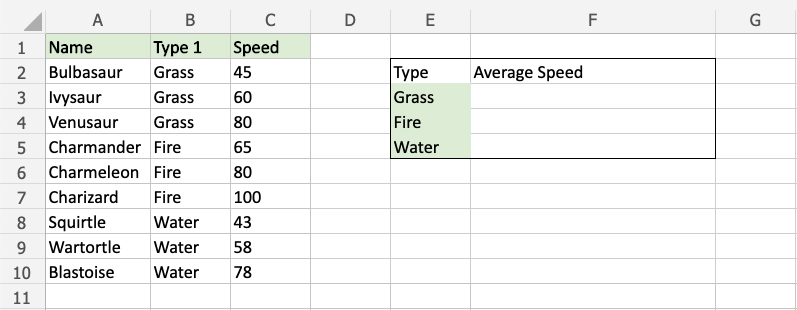 A B C D E F G
1 Name Type 1 Speed
2 Bulbasaur Grass 45 Type Average Speed
3 Ivysaur Grass 60 Grass
4 Venusaur Grass 80 Fire
5 Charmander Fire 65 Water
6 Charmeleon Fire 80
7 Charizard Fire 100
8 Squirtle Water 43
9 Wartortle Water 58
10 Blastoise Water 78
11